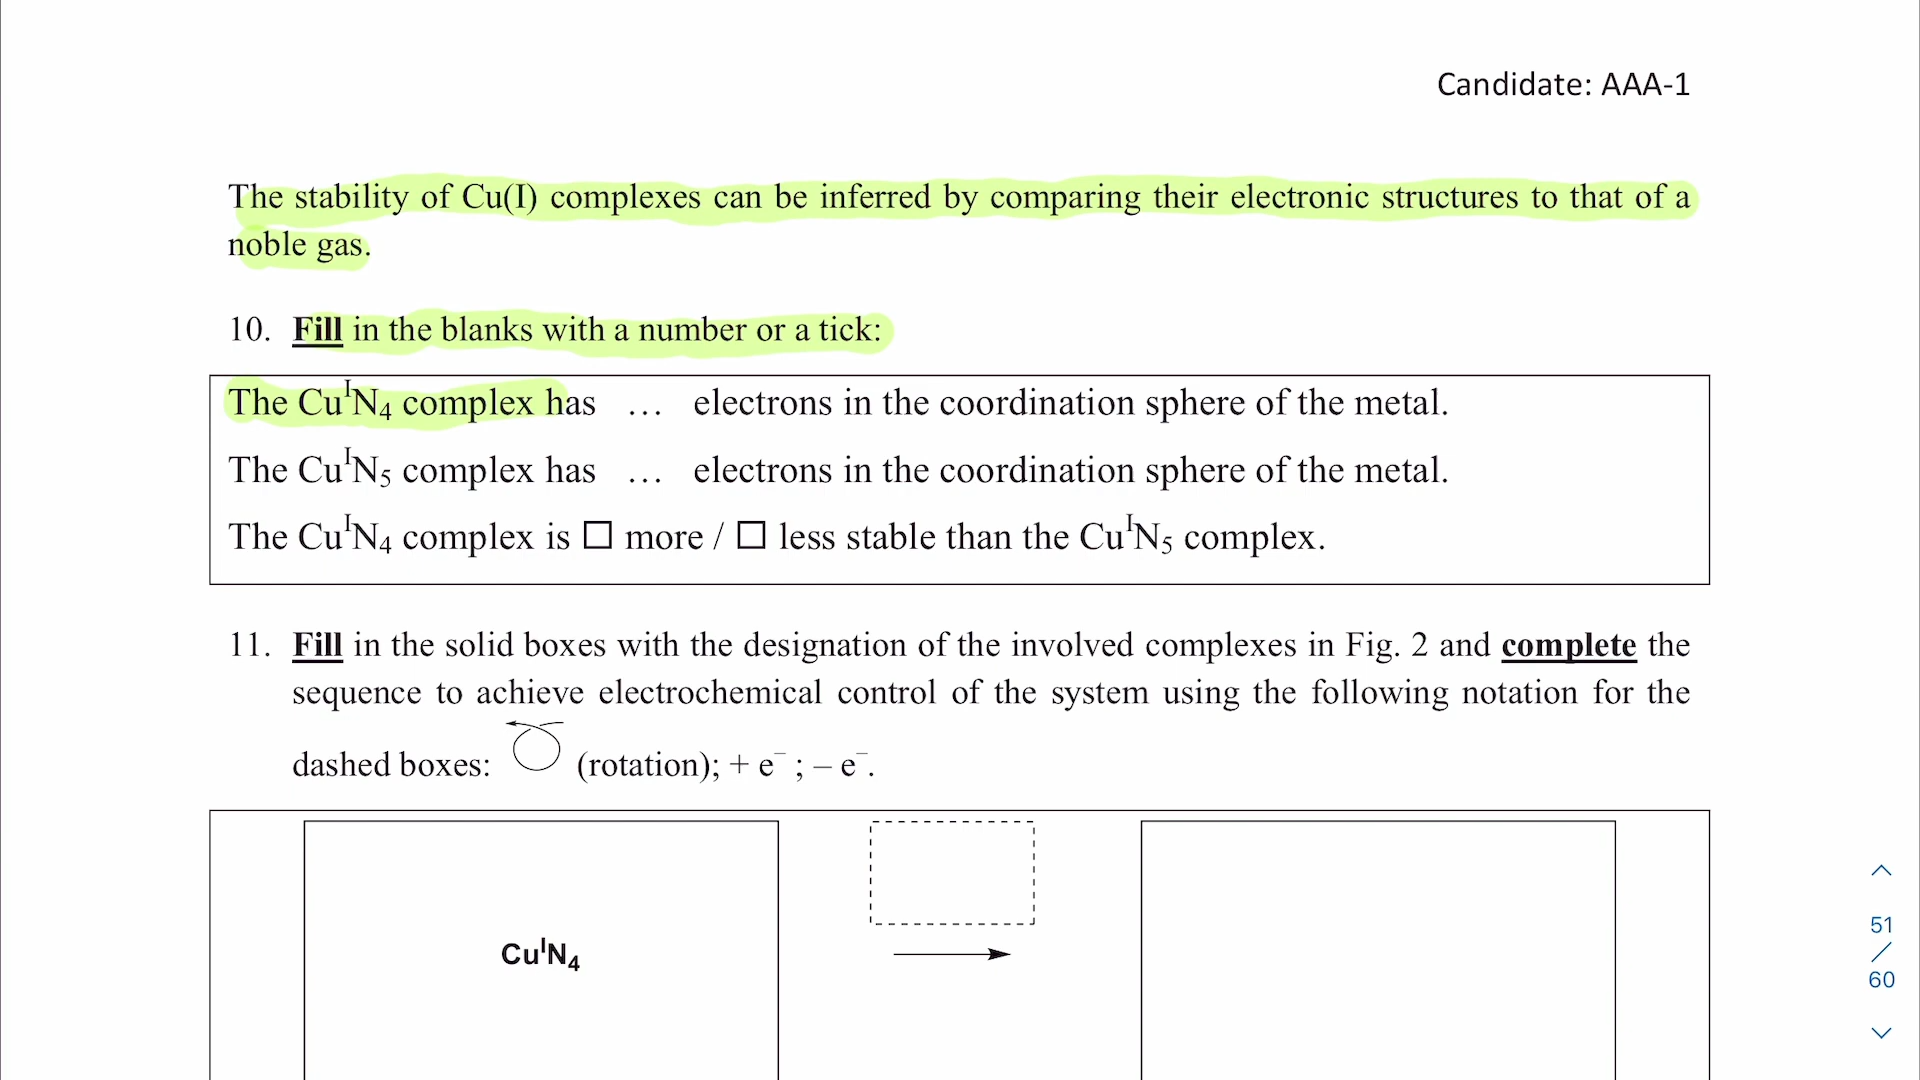 Candidate: AAA-1
The stability of Cu(I) complexes can be inferred by comparing their electronic structures to that of a
noble gas.
10. Fill in the blanks with a number or a tick:
The CuᴵN₄ complex has … electrons in the coordination sphere of the metal.
The CuᴵN₅ complex has … electrons in the coordination sphere of the metal.
The CuᴵN₄ complex is ☐ more / ☐ less stable than the CuᴵN₅ complex.
11. Fill in the solid boxes with the designation of the involved complexes in Fig. 2 and complete the
sequence to achieve electrochemical control of the system using the following notation for the
dashed boxes: (rotation); + e⁻ ; – e⁻.
CuᴵN₄
51
/
60